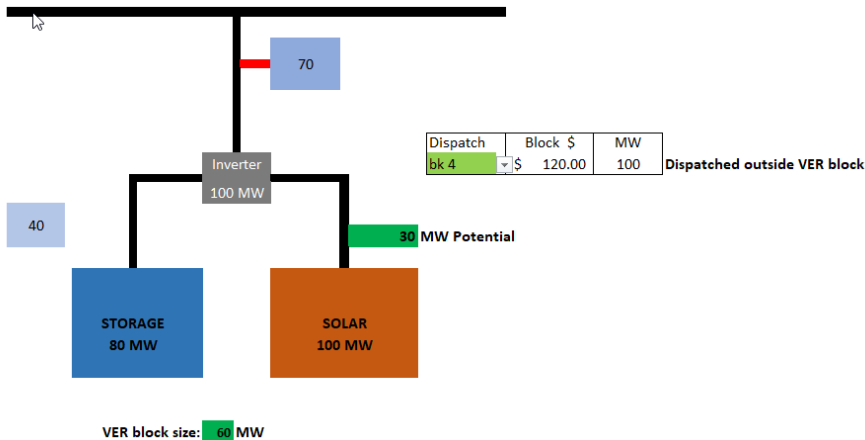 70
Dispatch Block $ MW
bk 4 $ 120.00 100 Dispatched outside VER block
Inverter
100 MW
40
30 MW Potential
STORAGE
80 MW
SOLAR
100 MW
VER block size: 60 MW